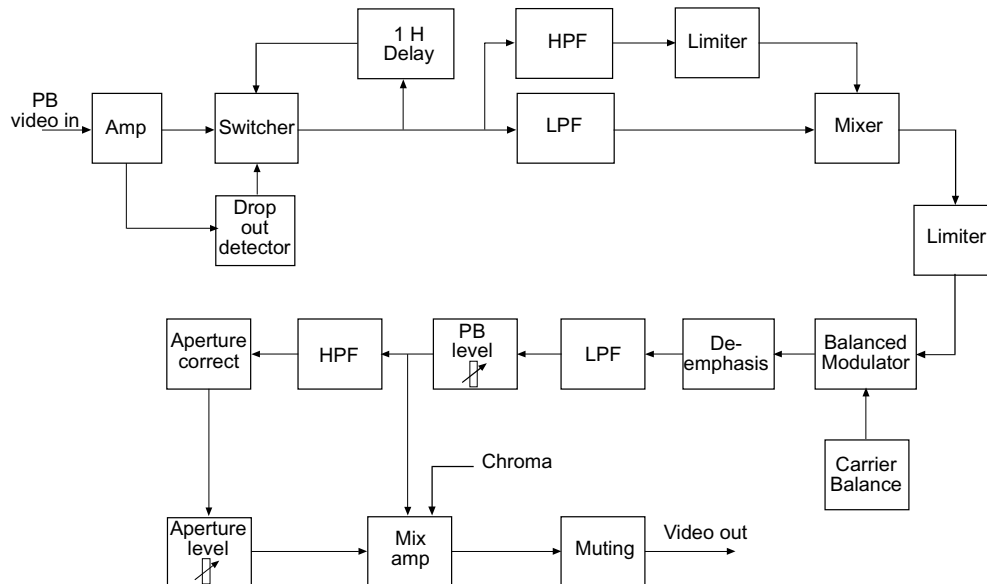 1 H
Delay
HPF
Limiter
PB
video in
Amp
Switcher
LPF
Mixer
Drop
out
detector
Limiter
Aperture
correct
HPF
PB
level
LPF
De-
emphasis
Balanced
Modulator
Carrier
Balance
Chroma
Aperture
level
Mix
amp
Muting
Video out